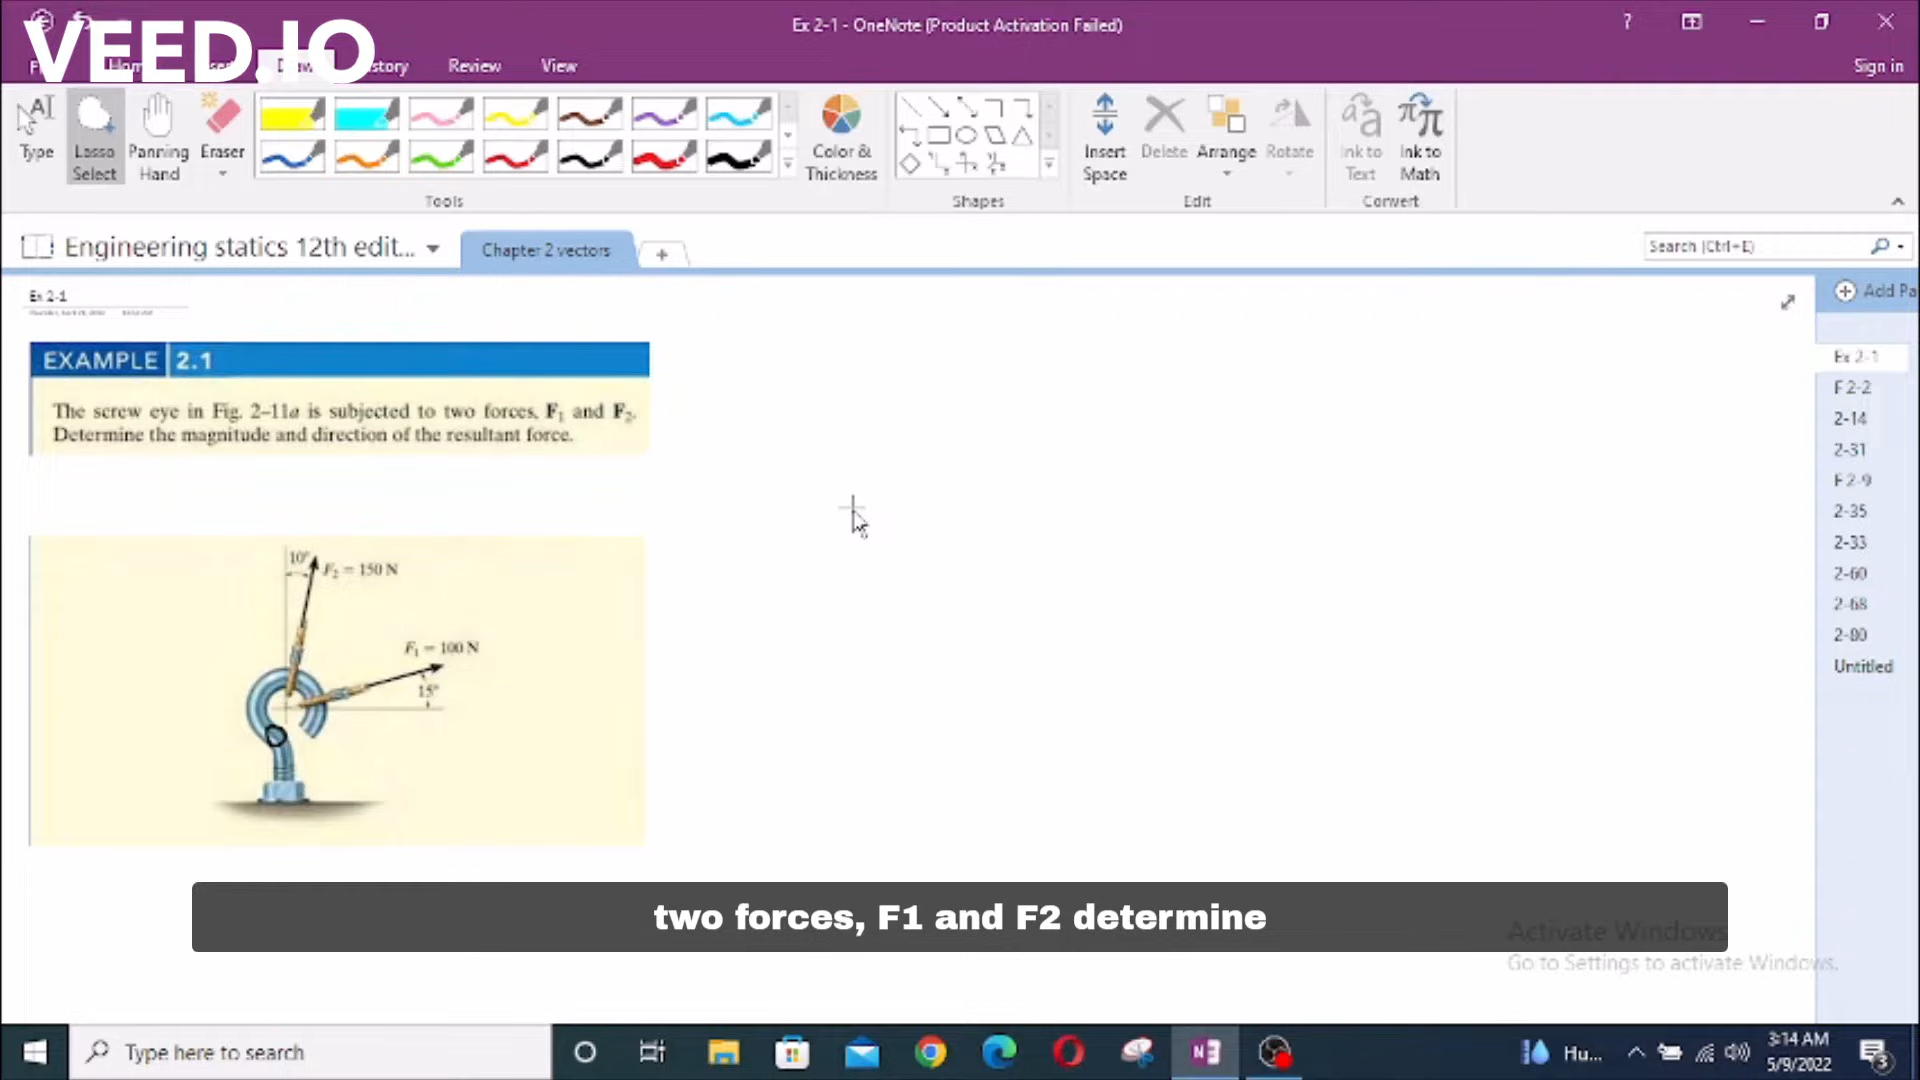 Ex 2-1 - OneNote (Product Activation Failed)
?
VEED.IO
Review
View
Sign in
Type
Lasso Select
Panning Hand
Eraser
Color & Thickness
Insert Space
Delete
Arrange
Rotate
Ink to Text
Ink to Math
Tools
Shapes
Edit
Convert
Engineering statics 12th edit...
Chapter 2 vectors
Search (Ctrl+E)
Ex 2-1
Add Pa
EXAMPLE 2.1
The screw eye in Fig. 2–11a is subjected to two forces, F₁ and F₂.
Determine the magnitude and direction of the resultant force.
10°
F₂ = 150 N
F₁ = 100 N
15°
Ex 2-1
F 2-2
2-14
2-31
F 2-9
2-35
2-33
2-60
2-68
2-80
Untitled
two forces, F1 and F2 determine
Activate Windows
Go to Settings to activate Windows.
Type here to search
Hu...
3:14 AM
5/9/2022
3